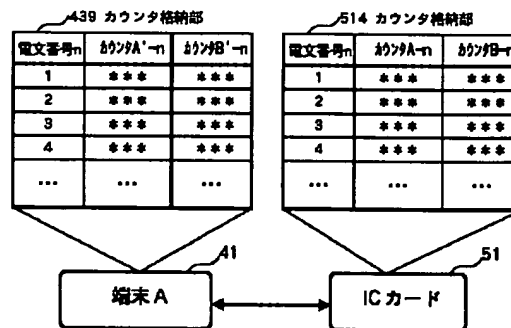 439 カウンタ格納部
電文番号n ｶｳﾝﾀA'-n ｶｳﾝﾀB'-n
1 *** ***
2 *** ***
3 *** ***
4 *** ***
... ... ...
514 カウンタ格納部
電文番号n ｶｳﾝﾀA-n ｶｳﾝﾀB-n
1 *** ***
2 *** ***
3 *** ***
4 *** ***
... ... ...
41
端末A
51
ICカード